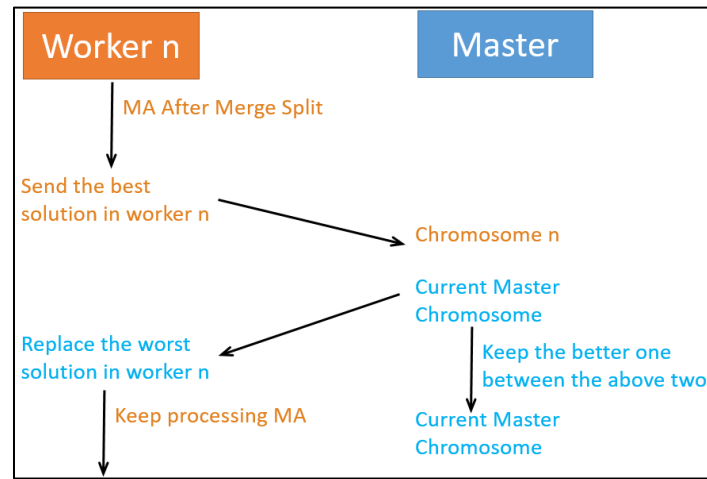 Worker n
Master
MA After Merge Split
Send the best
solution in worker n
Chromosome n
Current Master
Chromosome
Replace the worst
solution in worker n
Keep the better one
between the above two
Keep processing MA
Current Master
Chromosome